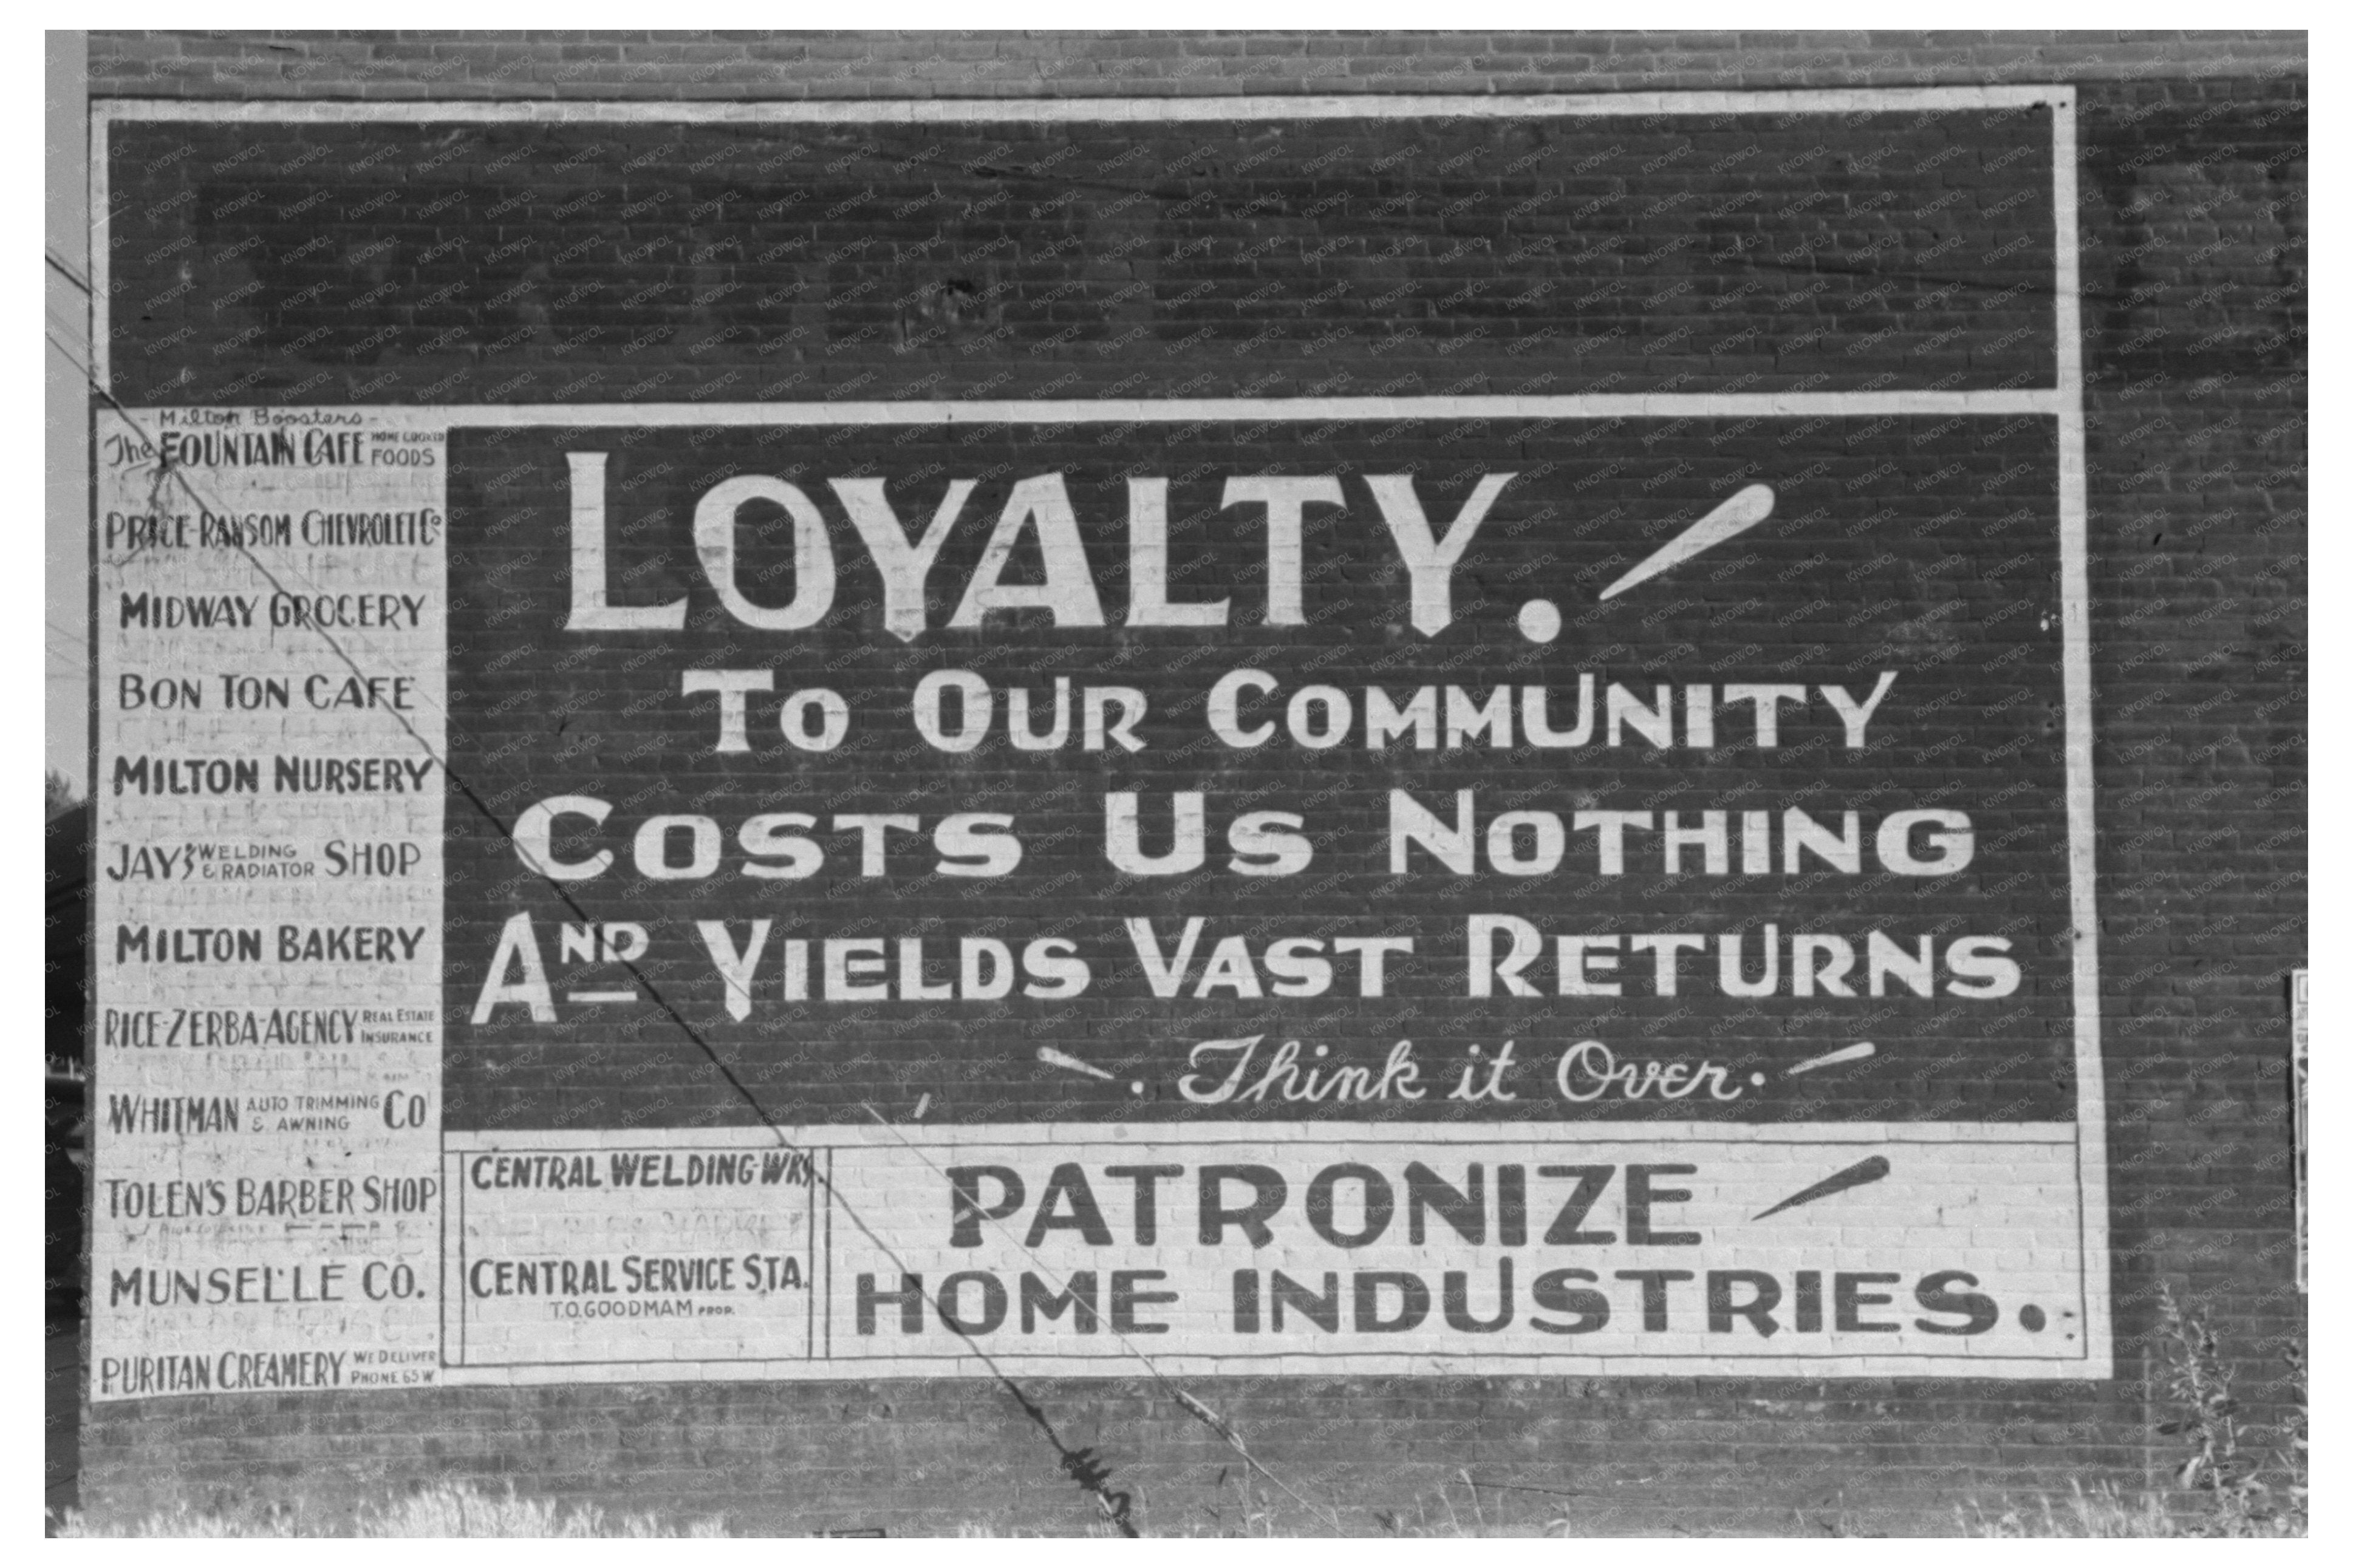 - Milton Boosters -
The FOUNTAIN CAFE HOME COOKED FOODS
PRICE-RANSOM CHEVROLET Co
MIDWAY GROCERY
BON TON CAFE
MILTON NURSERY
JAY'S WELDING & RADIATOR SHOP
MILTON BAKERY
RICE-ZERBA-AGENCY REAL ESTATE INSURANCE
WHITMAN AUTO TRIMMING & AWNING CO
TOLEN'S BARBER SHOP
MUNSELLE CO.
PURITAN CREAMERY WE DELIVER PHONE 65W
LOYALTY.
TO OUR COMMUNITY
COSTS US NOTHING
AND YIELDS VAST RETURNS
. Think it Over.
CENTRAL WELDING WKS.
CENTRAL SERVICE STA.
T.O. GOODMAM PROP.
PATRONIZE
HOME INDUSTRIES.
KNOWOL